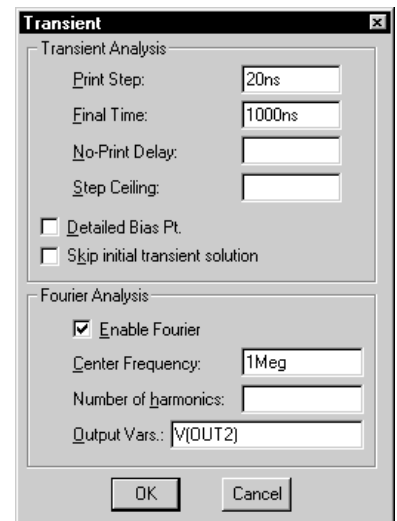 Transient
Transient Analysis
Print Step: 20ns
Final Time: 1000ns
No-Print Delay:
Step Ceiling:
Detailed Bias Pt.
Skip initial transient solution
Fourier Analysis
Enable Fourier
Center Frequency: 1Meg
Number of harmonics:
Output Vars.: V(OUT2)
OK Cancel